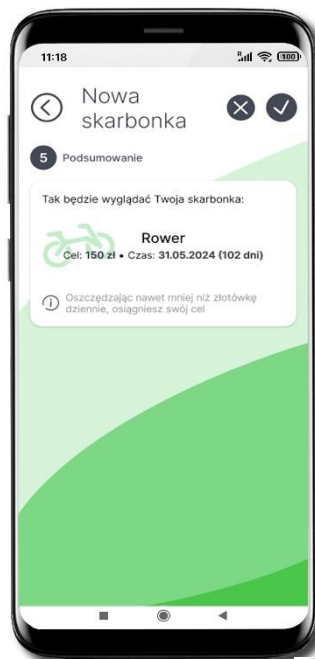 11:18
100
Nowa
skarbonka
5 Podsumowanie
Tak będzie wyglądać Twoja skarbonka:
Rower
Cel: 150 zł • Czas: 31.05.2024 (102 dni)
Oszczędzając nawet mniej niż złotówkę
dziennie, osiągniesz swój cel